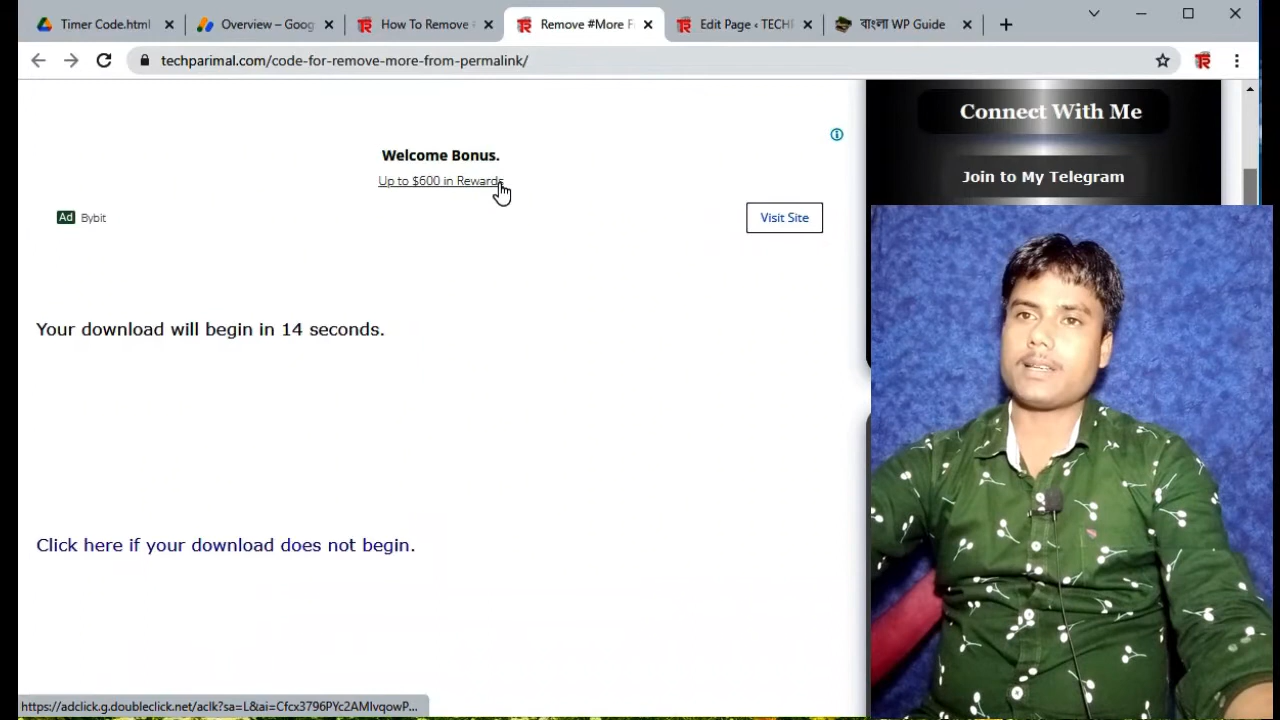 Timer Code.html
Overview – Goog
How To Remove
Remove #More F
Edit Page ‹ TECHI
বাংলা WP Guide
techparimal.com/code-for-remove-more-from-permalink/
Connect With Me
Join to My Telegram
Welcome Bonus.
Up to $600 in Rewards
Ad Bybit
Visit Site
Your download will begin in 14 seconds.
Click here if your download does not begin.
https://adclick.g.doubleclick.net/aclk?sa=L&ai=Cfcx3796PYc2AMIvqowP...